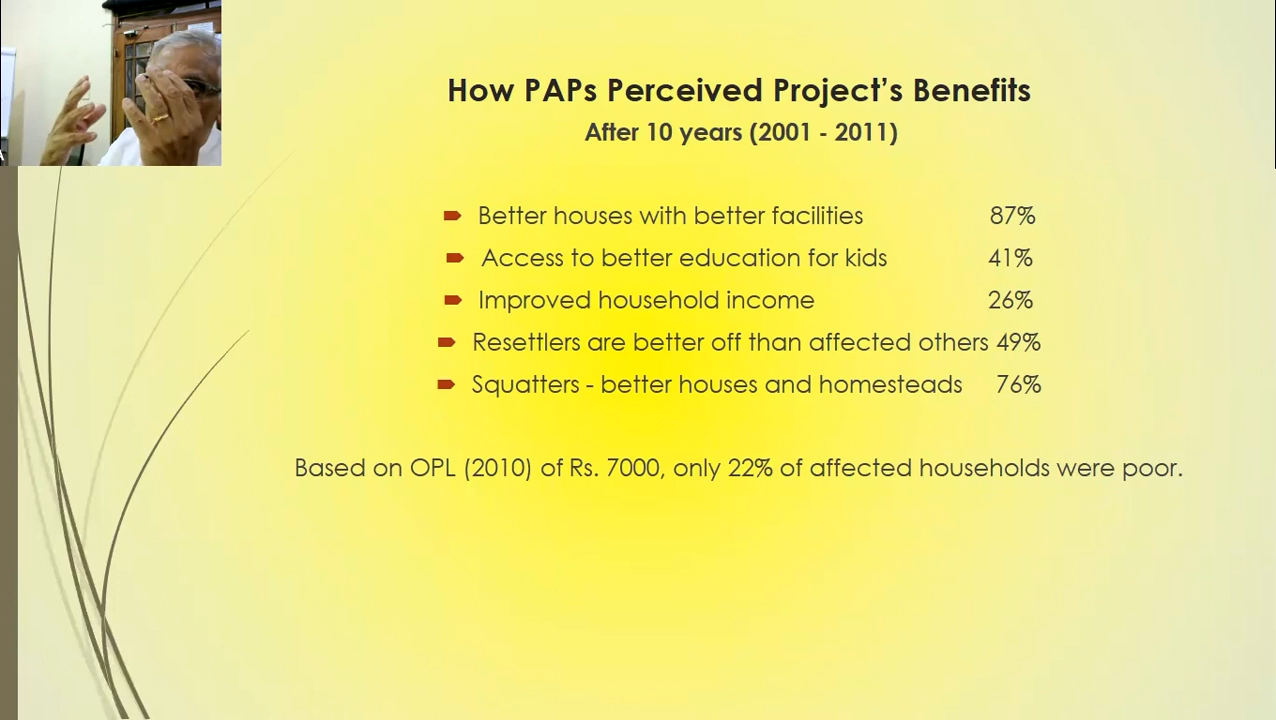 How PAPs Perceived Project's Benefits
After 10 years (2001 - 2011)
Better houses with better facilities 87%
Access to better education for kids 41%
Improved household income 26%
Resettlers are better off than affected others 49%
Squatters - better houses and homesteads 76%
Based on OPL (2010) of Rs. 7000, only 22% of affected households were poor.